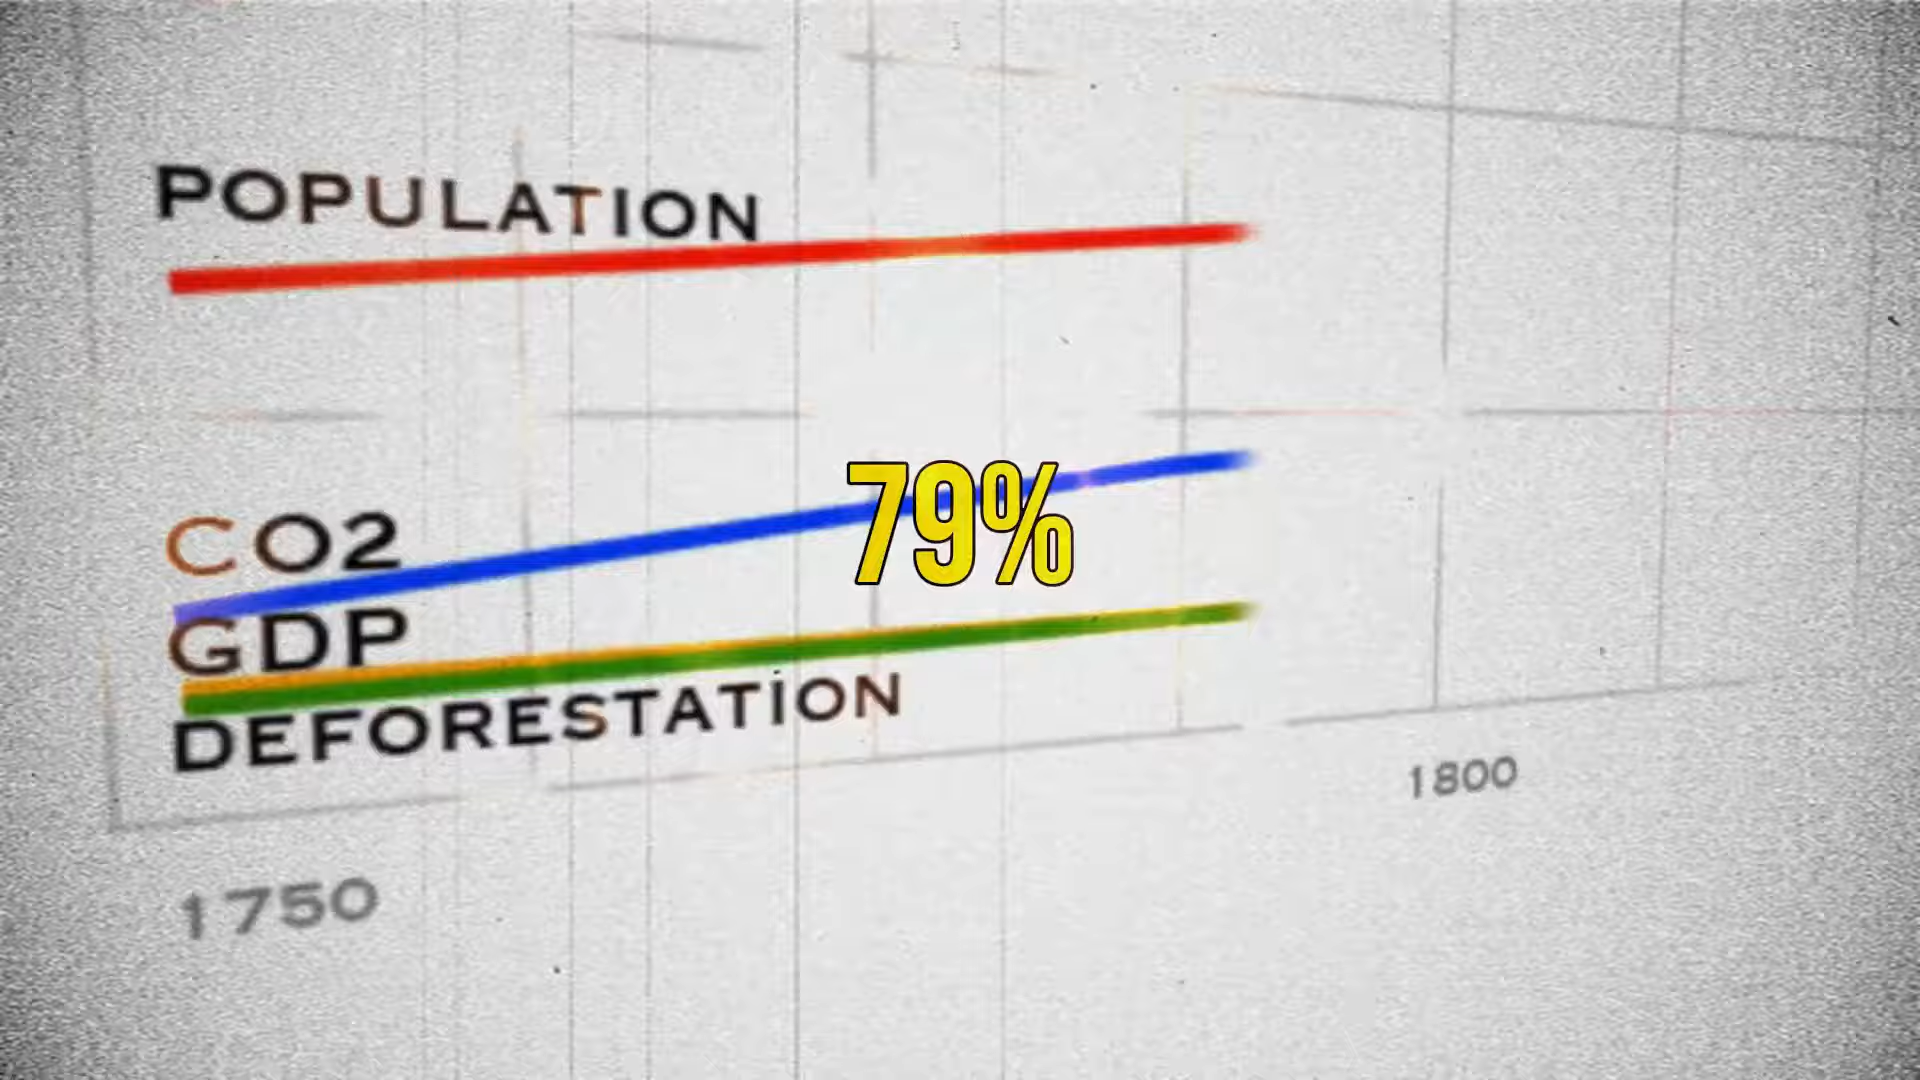 POPULATION
CO2
79%
GDP
DEFORESTATION
1800
1750